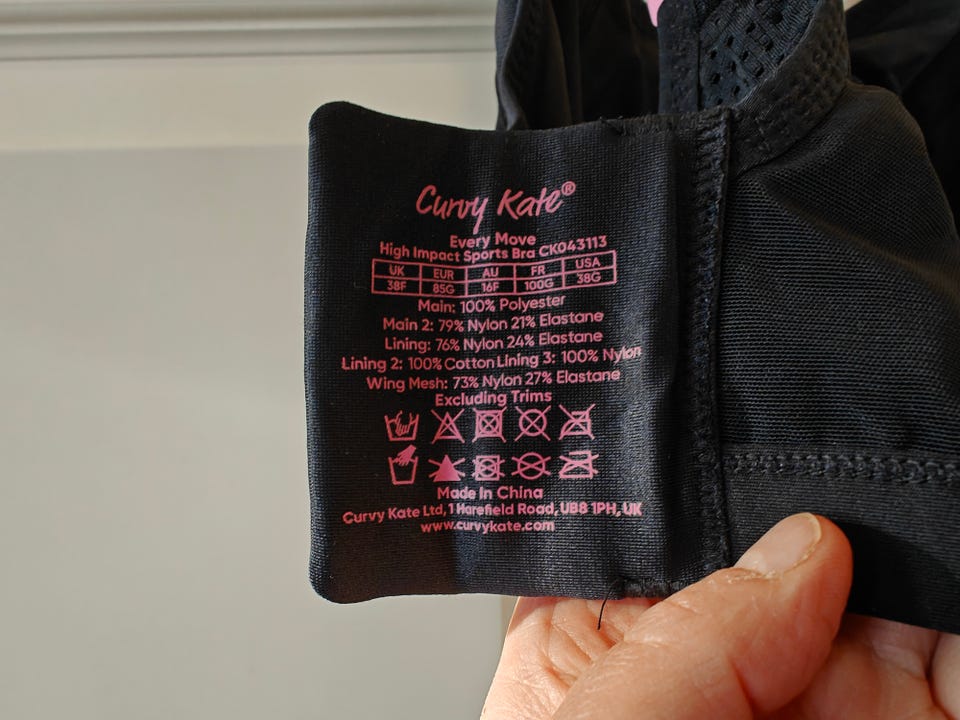 Curvy Kate®
Every Move
High Impact Sports Bra CK043113
UK EUR AU FR USA
38F 85G 16F 100G 38G
Main: 100% Polyester
Main 2: 79% Nylon 21% Elastane
Lining: 76% Nylon 24% Elastane
Lining 2: 100% Cotton Lining 3: 100% Nylon
Wing Mesh: 73% Nylon 27% Elastane
Excluding Trims
Made In China
Curvy Kate Ltd, 1 Harefield Road, UB8 1PH, UK
www.curvykate.com